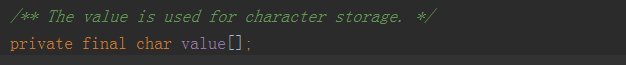 /** The value is used for character storage. */
private final char value[];